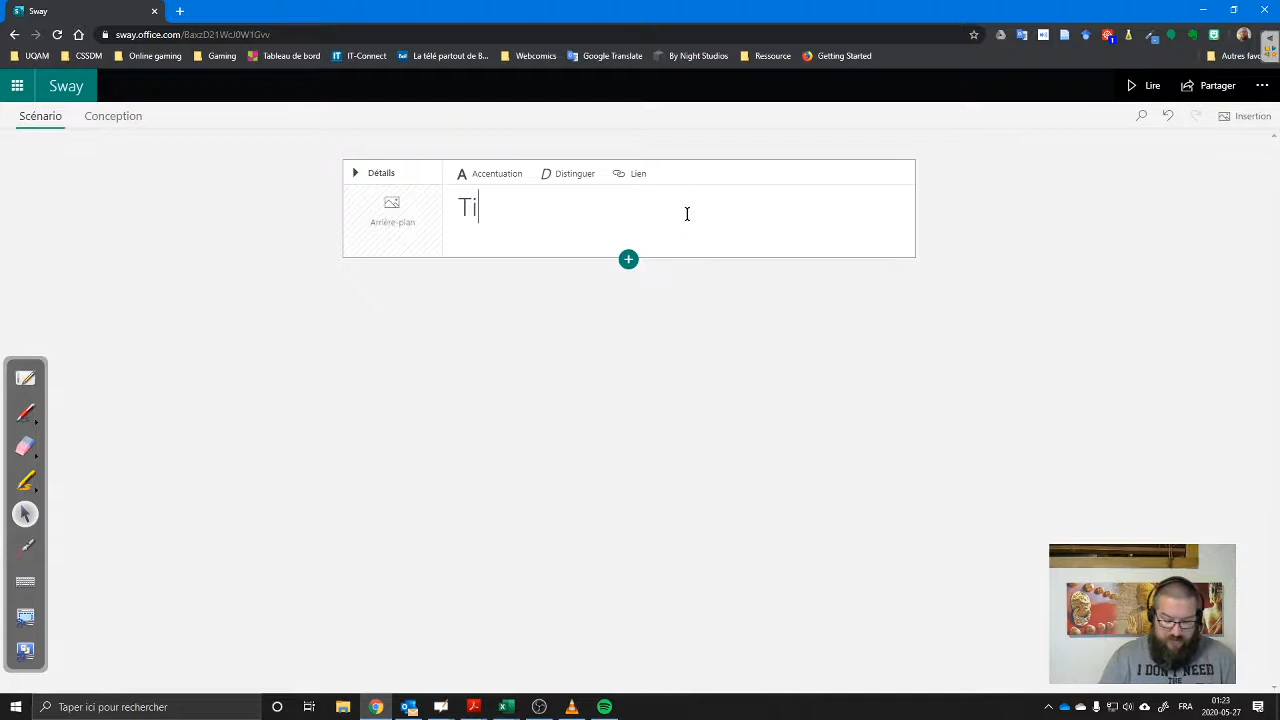 Sway
sway.office.com/BaxzD21WcJ0W1Gvv
UQAM
CSSDM
Online gaming
Gaming
Tableau de bord
IT-Connect
La télé partout de B...
Webcomics
Google Translate
By Night Studios
Ressource
Getting Started
Autres favo
Sway
Lire
Partager
Scénario
Conception
Insertion
Détails
A Accentuation
D Distinguer
Lien
Arrière-plan
Ti
I DON'T NEED
THE
Taper ici pour rechercher
FRA
01:23
2020-05-27